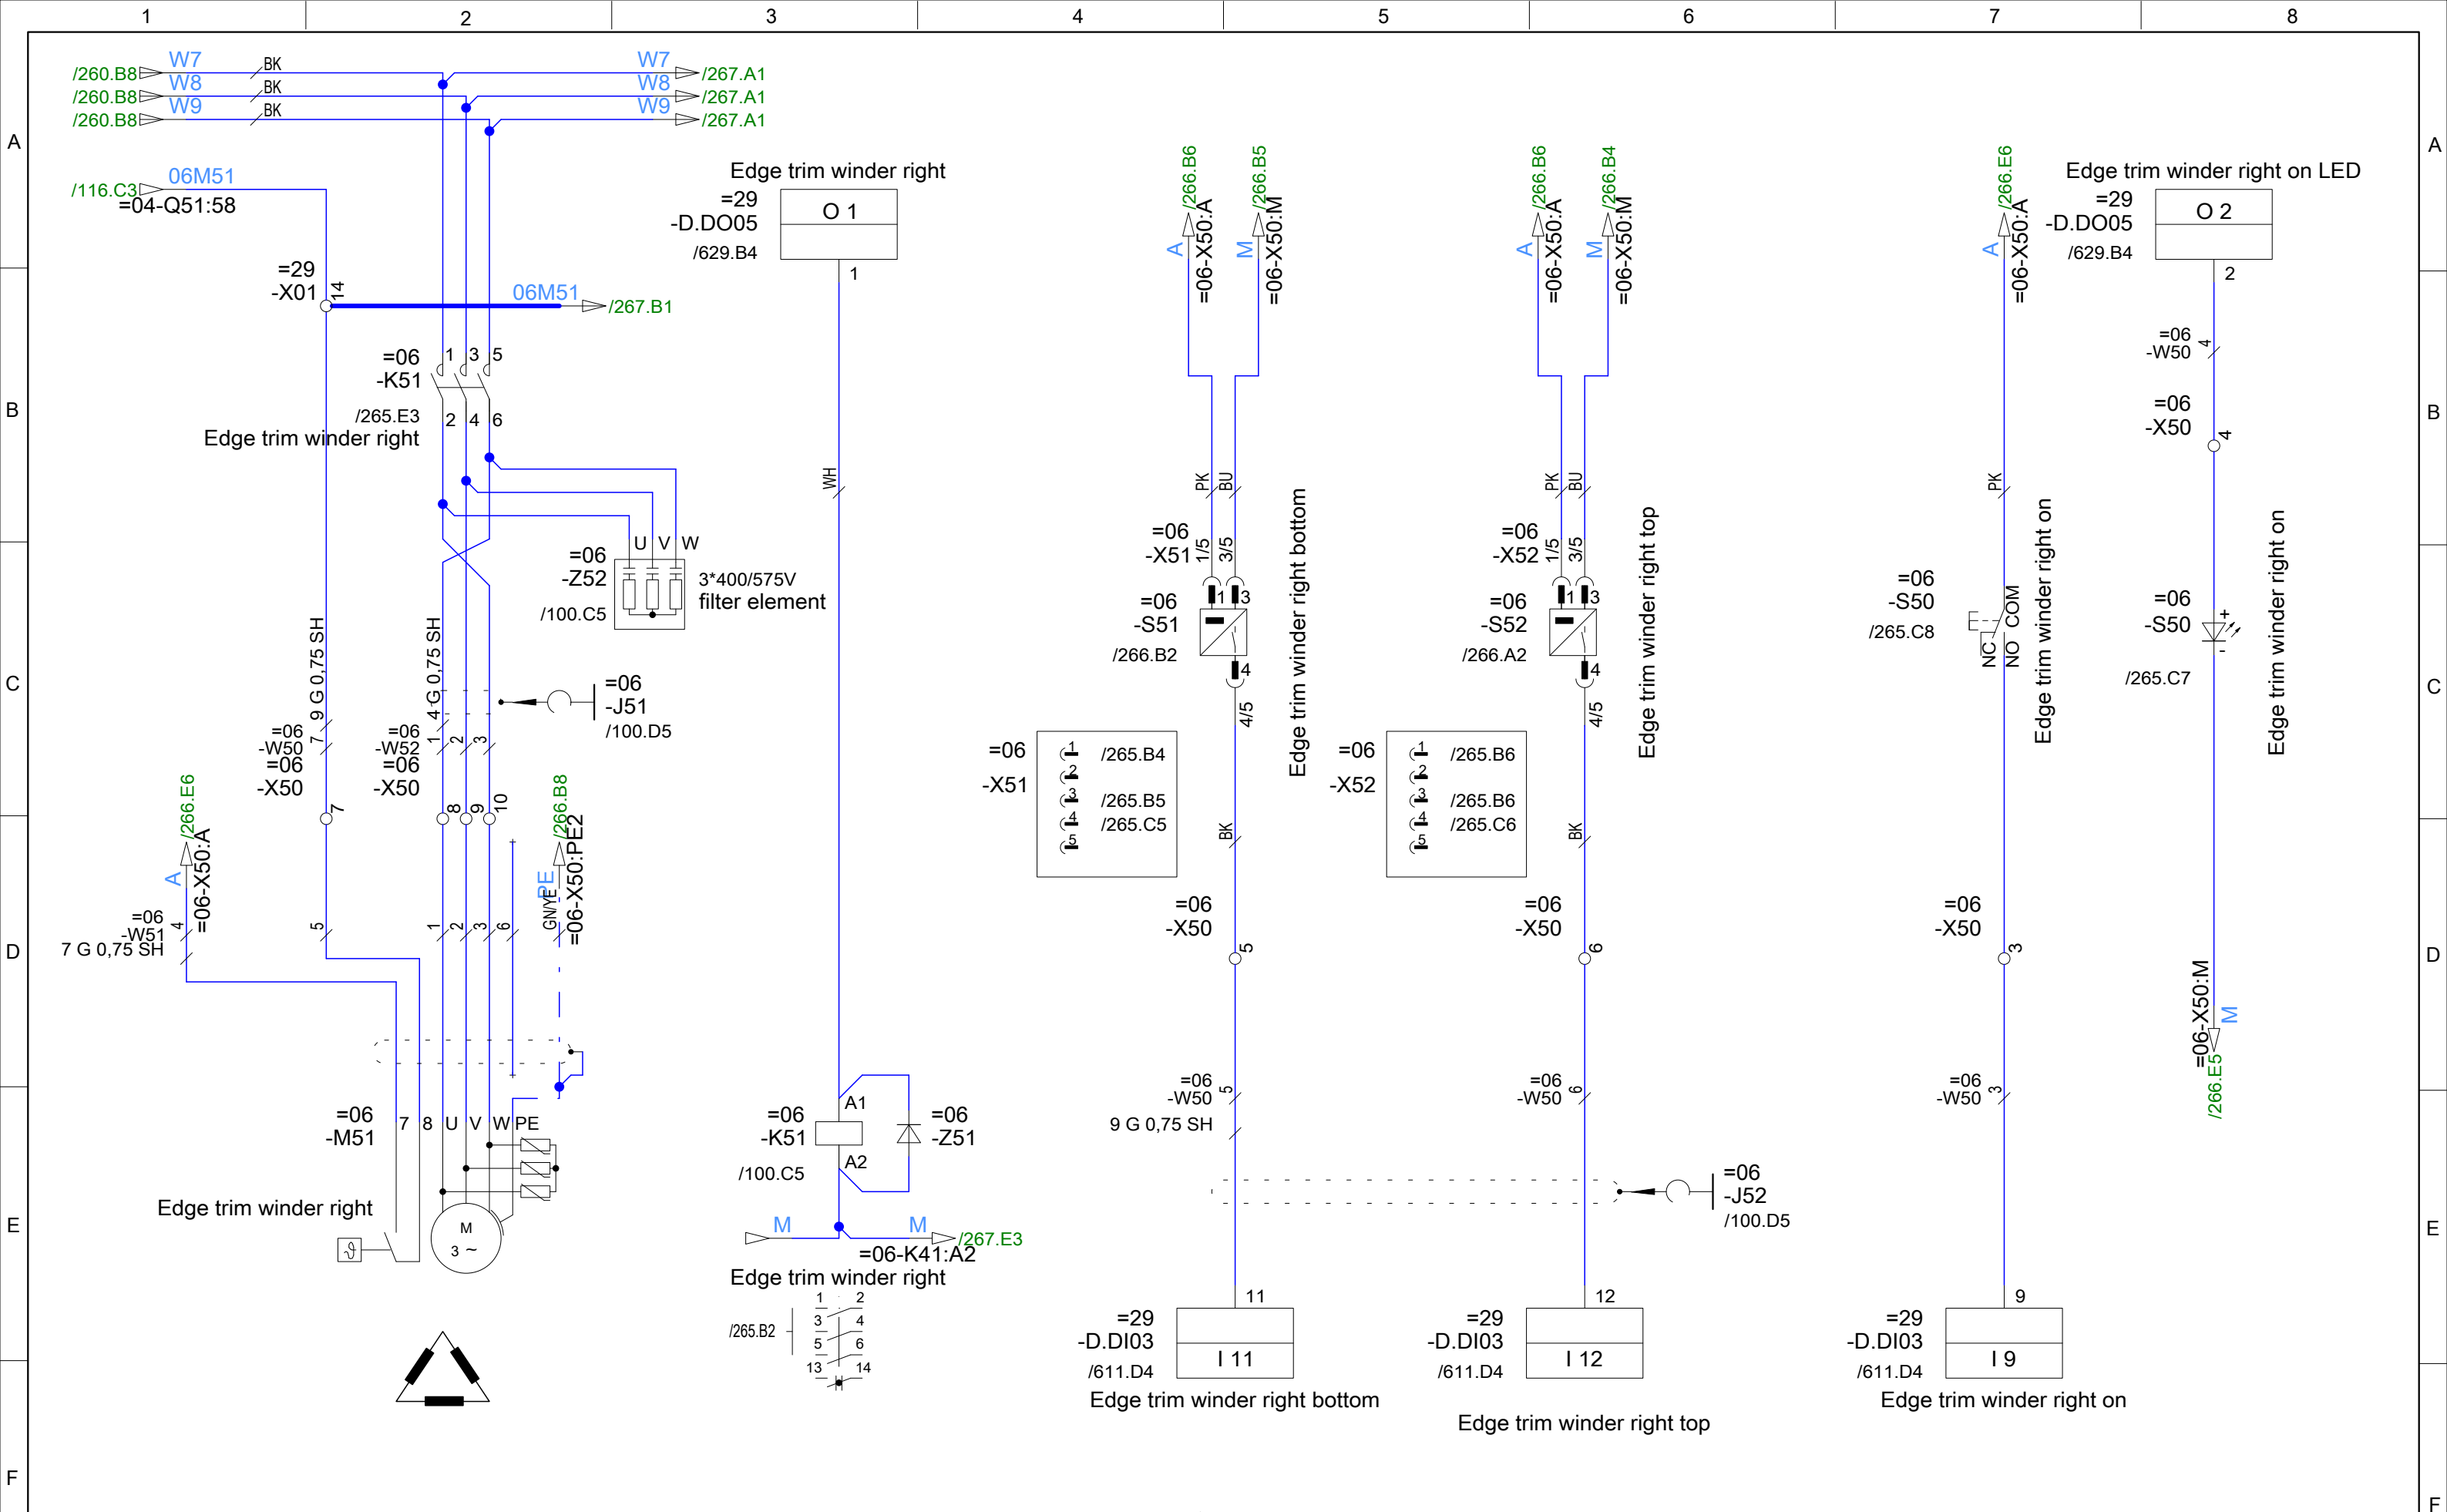 1 2 3 4 5 6 7 8
A
B
C
D
E
F
A
B
C
D
E
F
/260.B8 W7 BK W7 /267.A1
/260.B8 W8 BK W8 /267.A1
/260.B8 W9 BK W9 /267.A1
/116.C3 06M51
=04-Q51:58
=29
-X01
14
06M51
/267.B1
=06
-K51
/265.E3
Edge trim winder right
1 3 5
2 4 6
U V W
=06
-Z52
/100.C5
3*400/575V
filter element
9 G 0,75 SH
4 G 0,75 SH
=06
-J51
/100.D5
=06
-W50
7
=06
-X50
7
=06
-W52
1 2 3
=06
-X50
8 9 10
/266.E6
=06-X50:A
A
=06
-W51
4
7 G 0,75 SH
5 1 2 3 6
/266.B8
=06-X50:PE2
PE
GN/YE
=06
-M51
7 8 U V W PE
Edge trim winder right
M
3 ~
ϑ
Edge trim winder right
=29
-D.DO05
/629.B4
O 1
1
WH
=06
-K51
/100.C5
A1
A2
=06
-Z51
M M
/267.E3
=06-K41:A2
Edge trim winder right
/265.B2
1 2
3 4
5 6
13 14
/266.B6
=06-X50:A
A
/266.B5
=06-X50:M
M
PK BU
=06
-X51
1/5 3/5
1 3
=06
-S51
/266.B2
4
4/5
Edge trim winder right bottom
=06
-X51
1 /265.B4
2
3 /265.B5
4 /265.C5
5
BK
=06
-X50
5
=06
-W50
5
9 G 0,75 SH
11
=29
-D.DI03
/611.D4
I 11
Edge trim winder right bottom
/266.B6
=06-X50:A
A
/266.B4
=06-X50:M
M
PK BU
=06
-X52
1/5 3/5
1 3
=06
-S52
/266.A2
4
4/5
Edge trim winder right top
=06
-X52
1 /265.B6
2
3 /265.B6
4 /265.C6
5
BK
=06
-X50
6
=06
-W50
6
=06
-J52
/100.D5
12
=29
-D.DI03
/611.D4
I 12
Edge trim winder right top
/266.E6
=06-X50:A
A
PK
=06
-S50
/265.C8
NC
NO
COM
Edge trim winder right on
=06
-X50
3
=06
-W50
3
9
=29
-D.DI03
/611.D4
I 9
Edge trim winder right on
Edge trim winder right on LED
=29
-D.DO05
/629.B4
O 2
2
=06
-W50
4
=06
-X50
4
=06
-S50
/265.C7
+
-
Edge trim winder right on
=06-X50:M
M
/266.E5